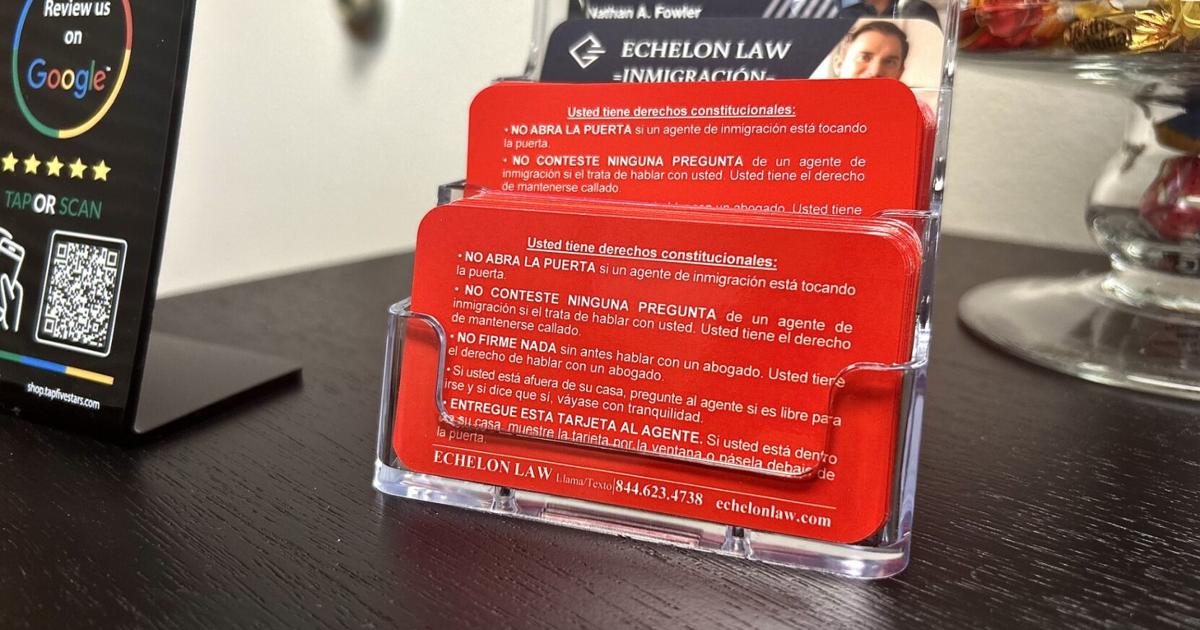 Review us
on
Google
TAP OR SCAN
shop.tapfivestars.com
Nathan A. Fowler
ECHELON LAW
=INMIGRACIÓN=
Usted tiene derechos constitucionales:
• NO ABRA LA PUERTA si un agente de inmigración está tocando
la puerta.
• NO CONTESTE NINGUNA PREGUNTA de un agente de
inmigración si el trata de hablar con usted. Usted tiene el derecho
de mantenerse callado.
con un abogado. Usted tiene
Usted tiene derechos constitucionales:
• NO ABRA LA PUERTA si un agente de inmigración está tocando
la puerta.
• NO CONTESTE NINGUNA PREGUNTA de un agente de
inmigración si el trata de hablar con usted. Usted tiene el derecho
de mantenerse callado.
• NO FIRME NADA sin antes hablar con un abogado. Usted tiene
el derecho de hablar con un abogado.
• Si usted está afuera de su casa, pregunte al agente si es libre para
irse y si dice que sí, váyase con tranquilidad.
• ENTREGUE ESTA TARJETA AL AGENTE. Si usted está dentro
su casa, muestre la tarjeta por la ventana o pásela debajo de
la puerta.
ECHELON LAW Llama/Texto|844.623.4738 echelonlaw.com